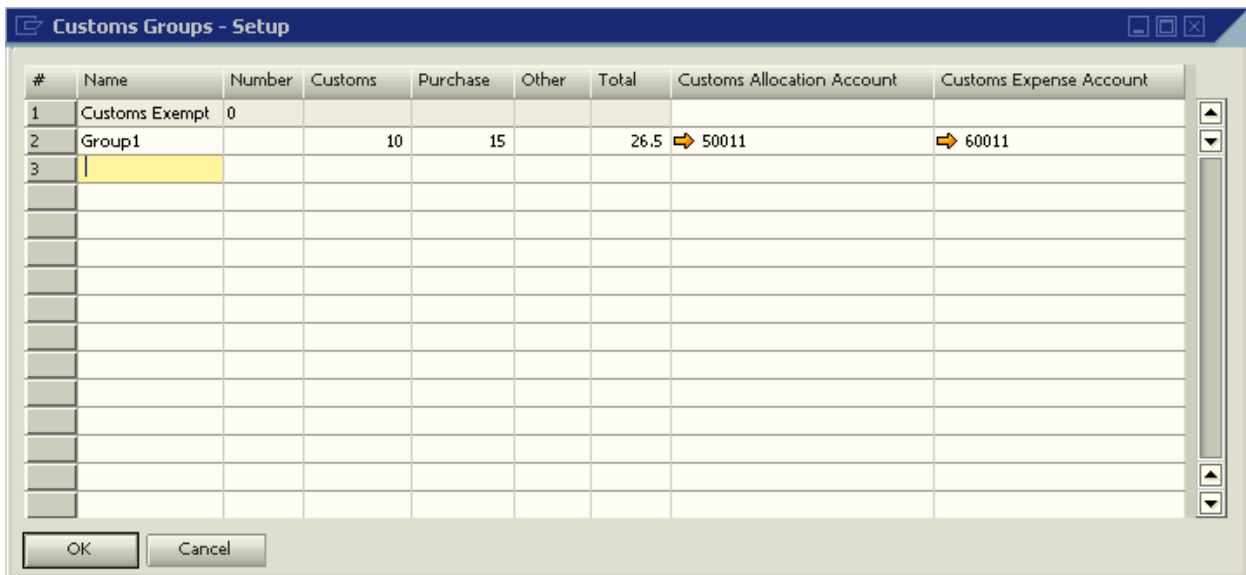 Customs Groups - Setup
# Name Number Customs Purchase Other Total Customs Allocation Account Customs Expense Account
1 Customs Exempt 0
2 Group1 10 15 26.5 50011 60011
3
OK Cancel